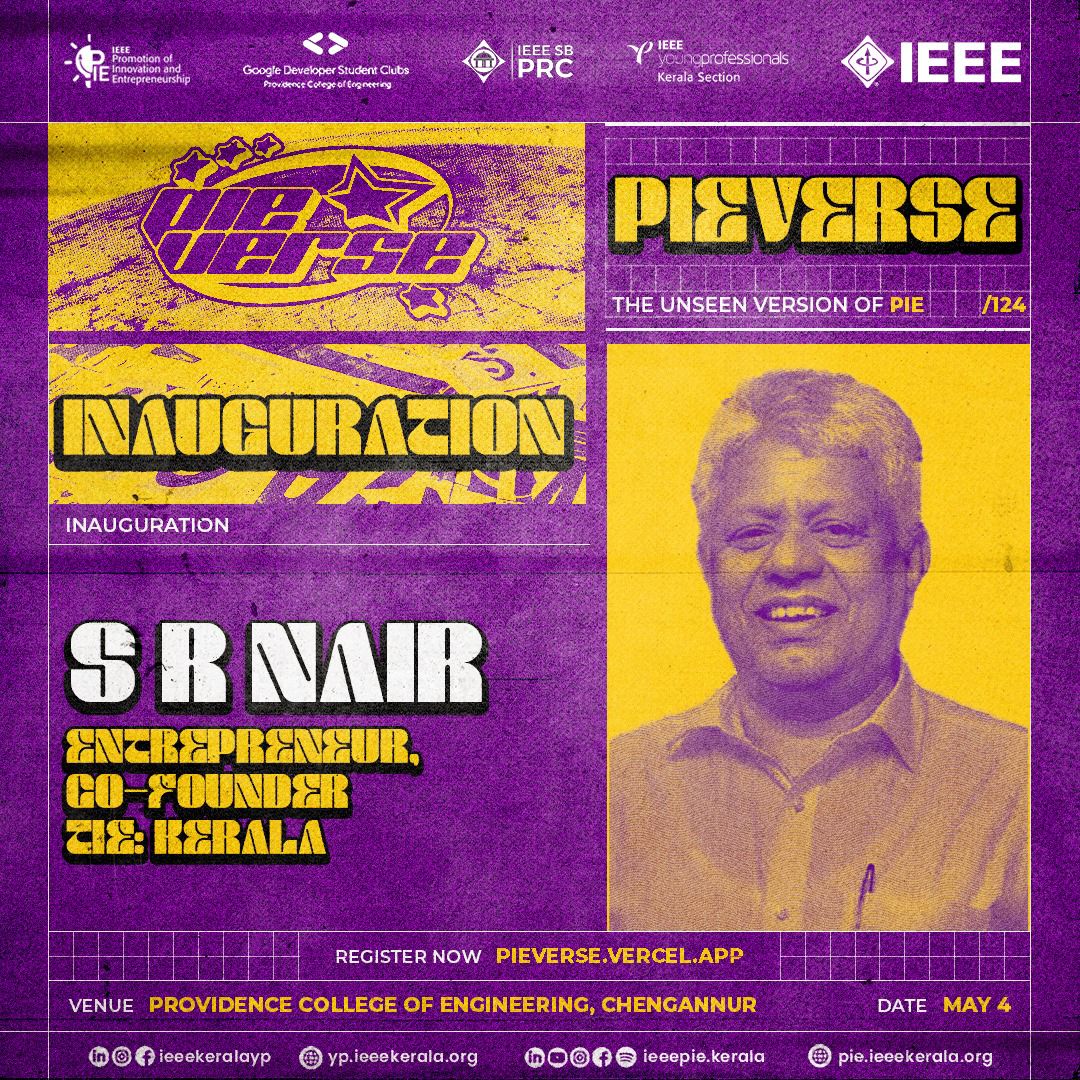 IEEE
Promotion of
Innovation and
Entrepreneurship
PIE
Google Developer Student Clubs
Providence College of Engineering
IEEE SB
PRC
IEEE
youngprofessionals
Kerala Section
IEEE
pie
verse
PIEVERSE
THE UNSEEN VERSION OF PIE /124
INAUGURATION
INAUGURATION
S R NAIR
ENTREPRENEUR,
CO-FOUNDER
TIE: KERALA
REGISTER NOW PIEVERSE.VERCEL.APP
VENUE PROVIDENCE COLLEGE OF ENGINEERING, CHENGANNUR DATE MAY 4
ieeekeralayp yp.ieeekerala.org ieeepie.kerala pie.ieeekerala.org